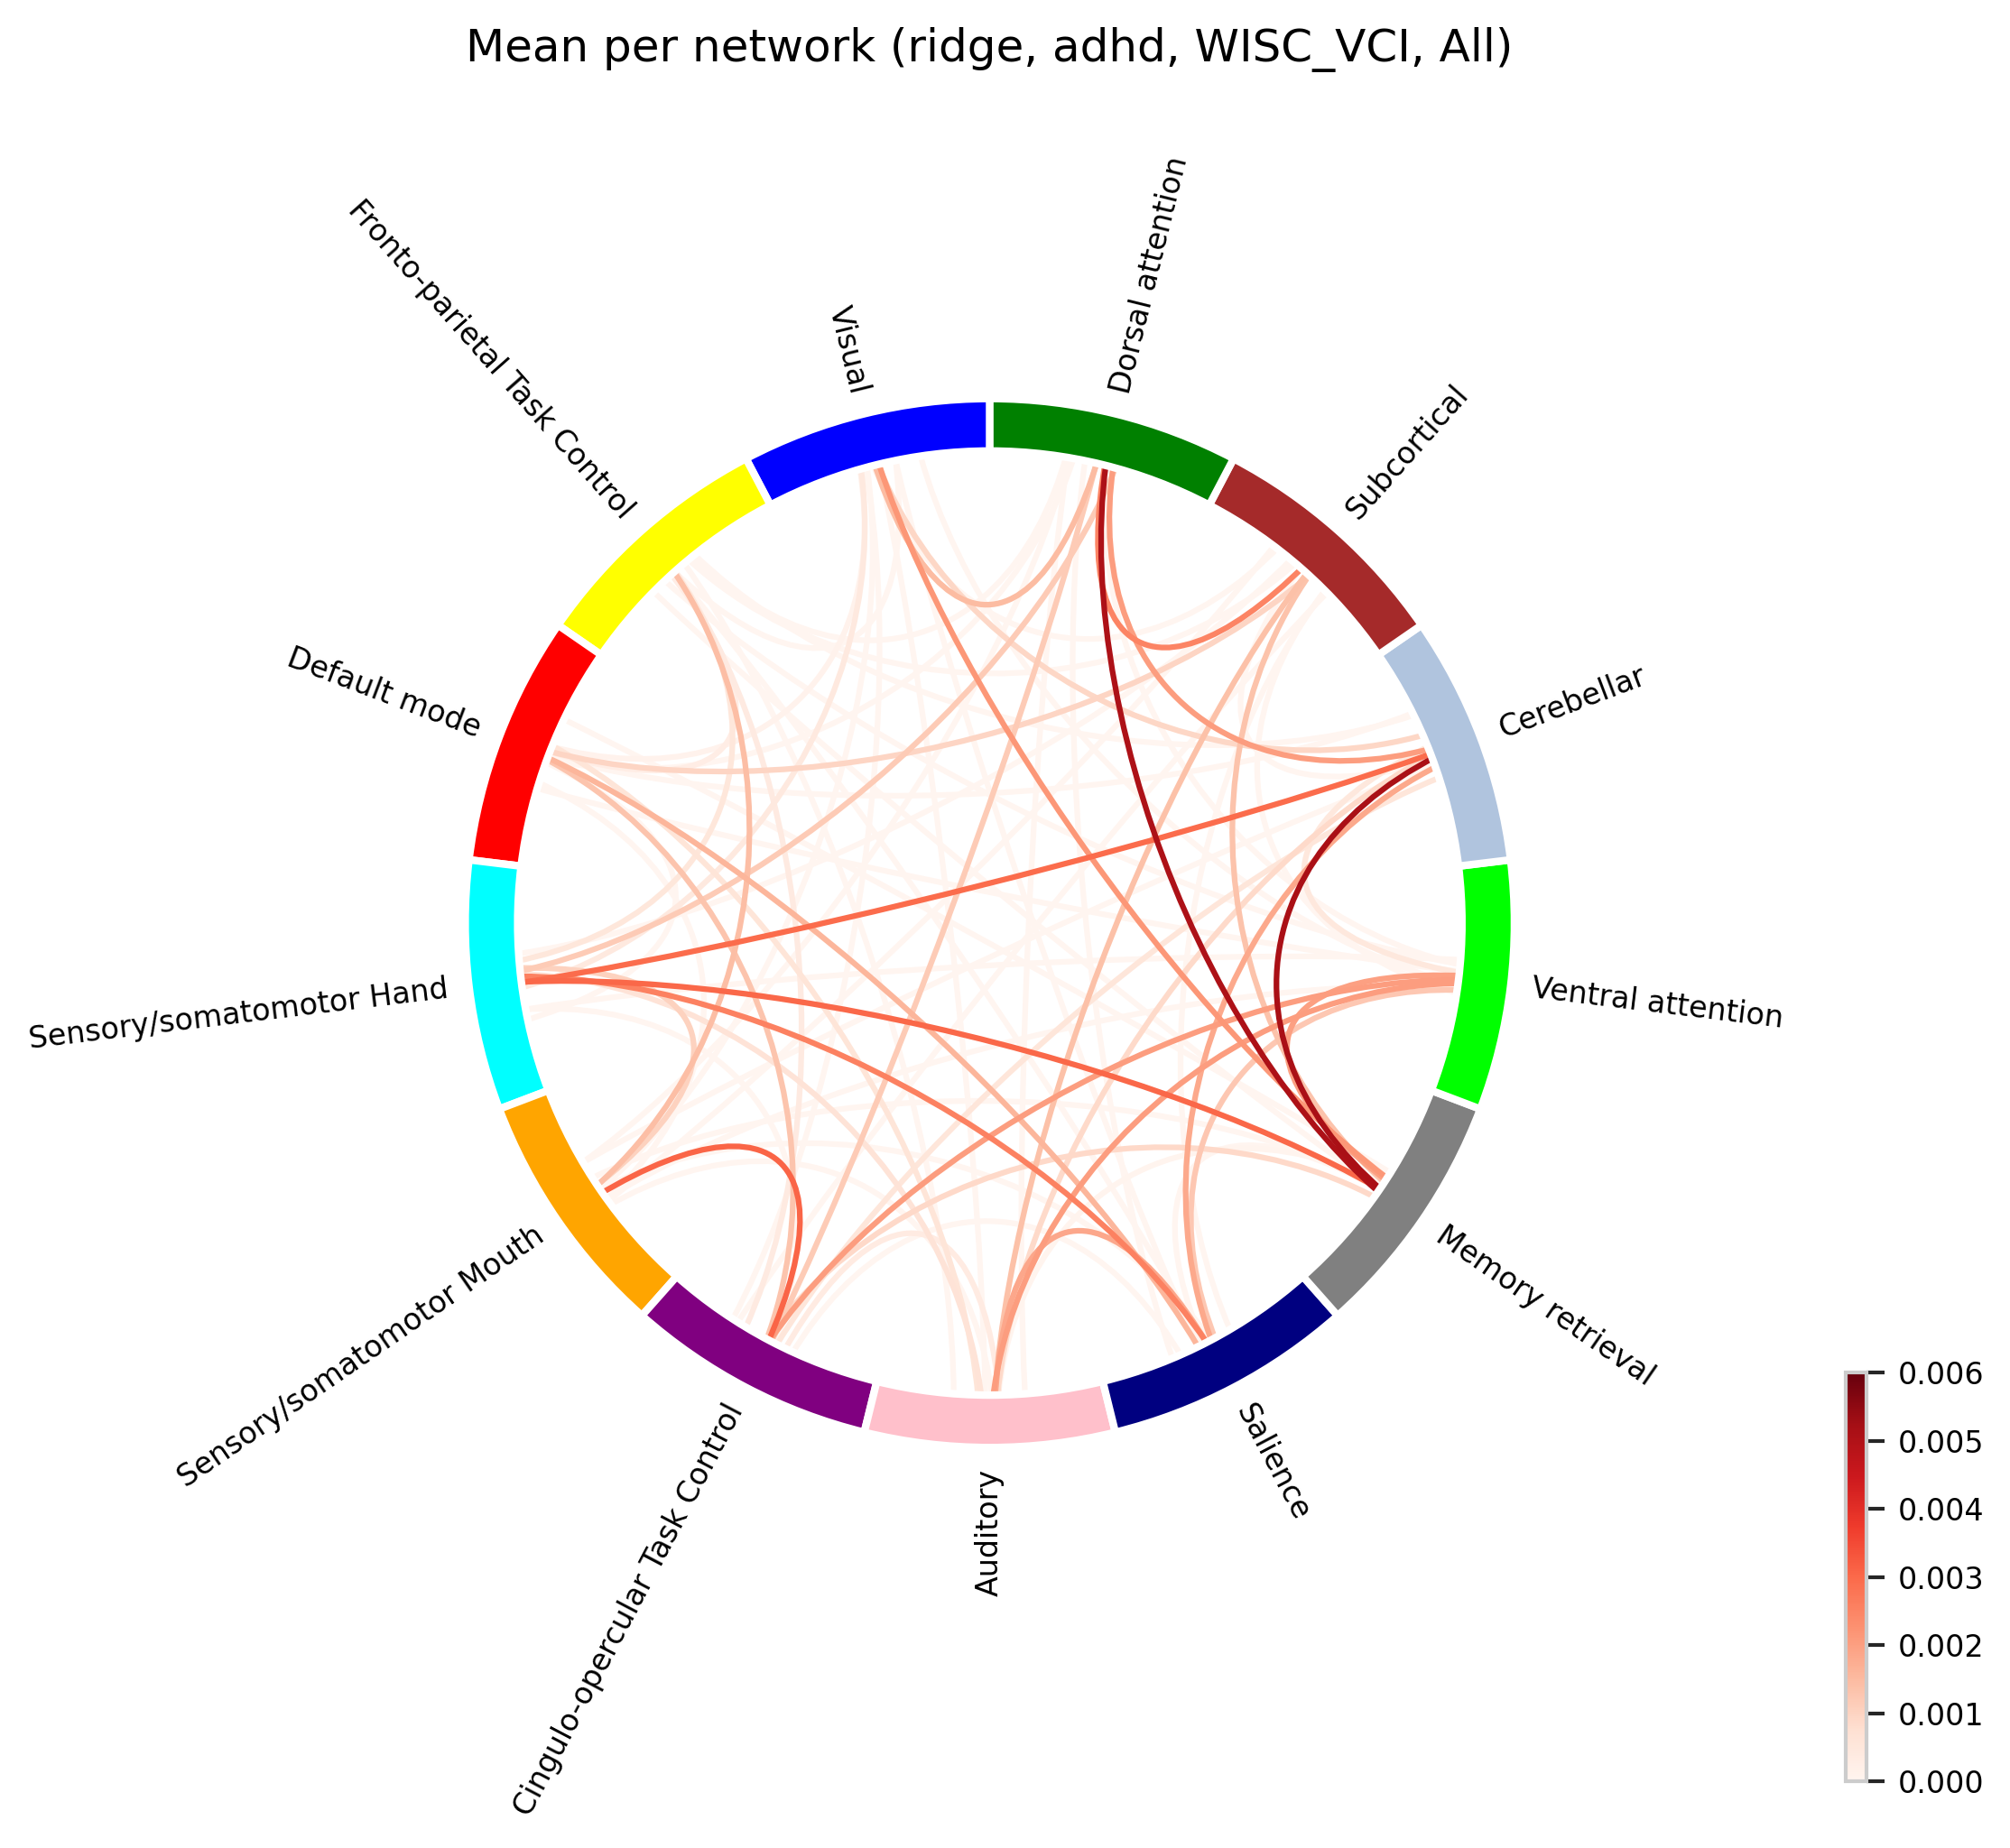 Mean per network (ridge, adhd, WISC_VCI, All)
Dorsal attention
Visual
Fronto-parietal Task Control
Subcortical
Default mode
Cerebellar
Sensory/somatomotor Hand
Ventral attention
Sensory/somatomotor Mouth
Memory retrieval
Cingulo-opercular Task Control
Auditory
Salience
0.006
0.005
0.004
0.003
0.002
0.001
0.000